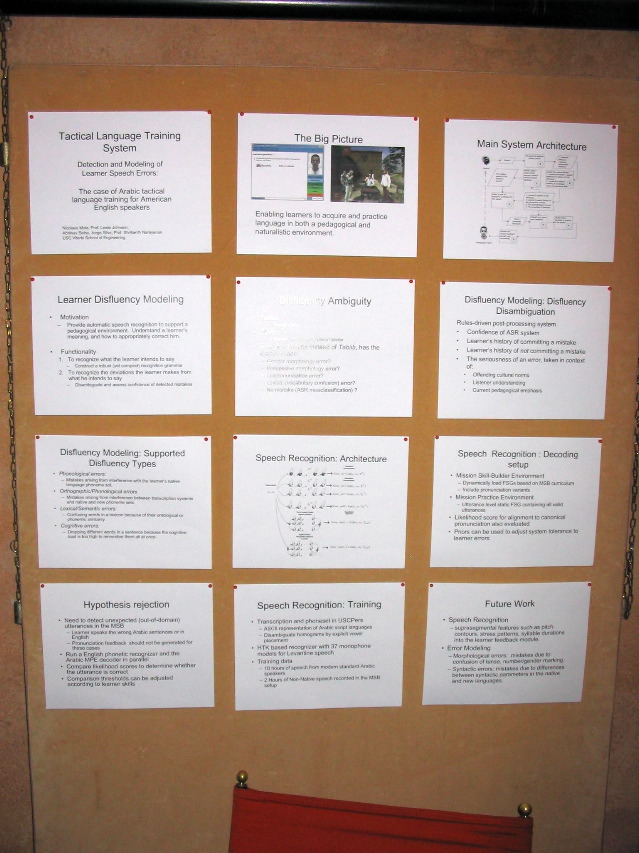 Tactical Language Training
System
Detection and Modeling of
Learner Speech Errors:
The case of Arabic tactical
language training for American
English speakers
USC Viterbi School of Engineering
The Big Picture
Enabling learners to acquire and practice
language in both a pedagogical and
naturalistic environment.
Main System Architecture
Learner Disfluency Modeling
• Motivation
– Provide automatic speech recognition to support a
pedagogical environment. Understand a learner's
meaning, and how to appropriately correct him.
• Functionality
1. To recognize what the learner intends to say
– Construct a robust (yet compact) recognition grammar
2. To recognize the deviations the learner makes from
what he intends to say
– Disambiguate and assess confidence of detected mistakes
Disfluency Ambiguity
instead of Tabib, has the
– Gender morphology error?
– Possessive morphology error?
– Pronunciation error?
– Lexical (vocabulary confusion) error?
– No mistake (ASR misclassification) ?
Disfluency Modeling: Disfluency
Disambiguation
Rules-driven post-processing system
• Confidence of ASR system
• Learner's history of committing a mistake
• Learner's history of not committing a mistake
• The seriousness of an error, taken in context
of:
• Offending cultural norms
• Listener understanding
• Current pedagogical emphasis
Disfluency Modeling: Supported
Disfluency Types
• Phonological errors:
– Mistakes arising from interference with the learner's native
language phoneme set.
• Orthographic/Phonological errors
– Mistakes arising from interference between transcription systems
and native and new phonemic sets.
• Lexical/Semantic errors:
– Confusing words in a lexicon because of their ontological or
phonemic similarity
• Cognitive errors:
– Dropping different words in a sentence because the cognitive
load is too high to remember them all at once.
Speech Recognition: Architecture
Speech Recognition : Decoding
setup
• Mission Skill-Builder Environment
– Dynamically load FSGs based on MSB curriculum
– Include pronunciation variants
• Mission Practice Environment
– Utterance level static FSG containing all valid
utterances
• Likelihood score for alignment to canonical
pronunciation also evaluated
• Priors can be used to adjust system tolerance to
learner errors
Hypothesis rejection
• Need to detect unexpected (out-of-domain)
utterances in the MSB
– Learner speaks the wrong Arabic sentences or in
English
– Pronunciation feedback should not be generated for
these cases
• Run a English phonetic recognizer and the
Arabic MPE decoder in parallel
• Compare likelihood scores to determine whether
the utterance is correct
• Comparison thresholds can be adjusted
according to learner skills
Speech Recognition: Training
• Transcription and phoneset in USCPers
– ASCII representation of Arabic script languages
– Disambiguate homograms by explicit vowel
placement
• HTK based recognizer with 37 monophone
models for Levantine speech
• Training data
– 10 hours of speech from modern standard Arabic
speakers
– 2 Hours of Non-Native speech recorded in the MSB
setup
Future Work
• Speech Recognition
– suprasegmental features such as pitch
contours, stress patterns, syllable durations
into the learner feedback module.
• Error Modeling
– Morphological errors: mistakes due to
confusion of tense, number/gender marking.
– Syntactic errors: mistakes due to differences
between syntactic parameters in the native
and new languages